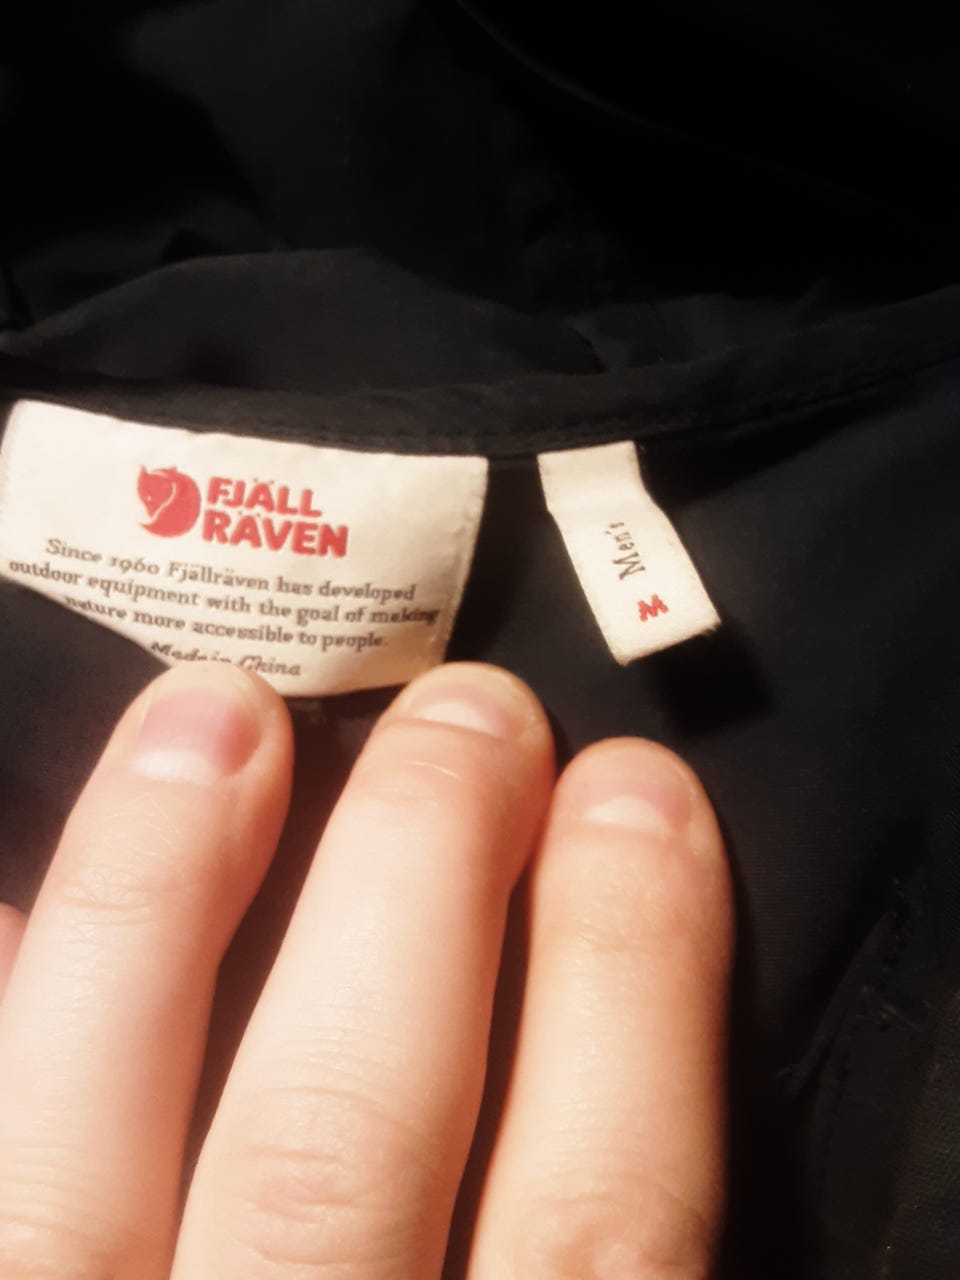 FJÄLL
RÄVEN
Since 1960 Fjällräven has developed
outdoor equipment with the goal of making
nature more accessible to people.
Made in China
Men's
M